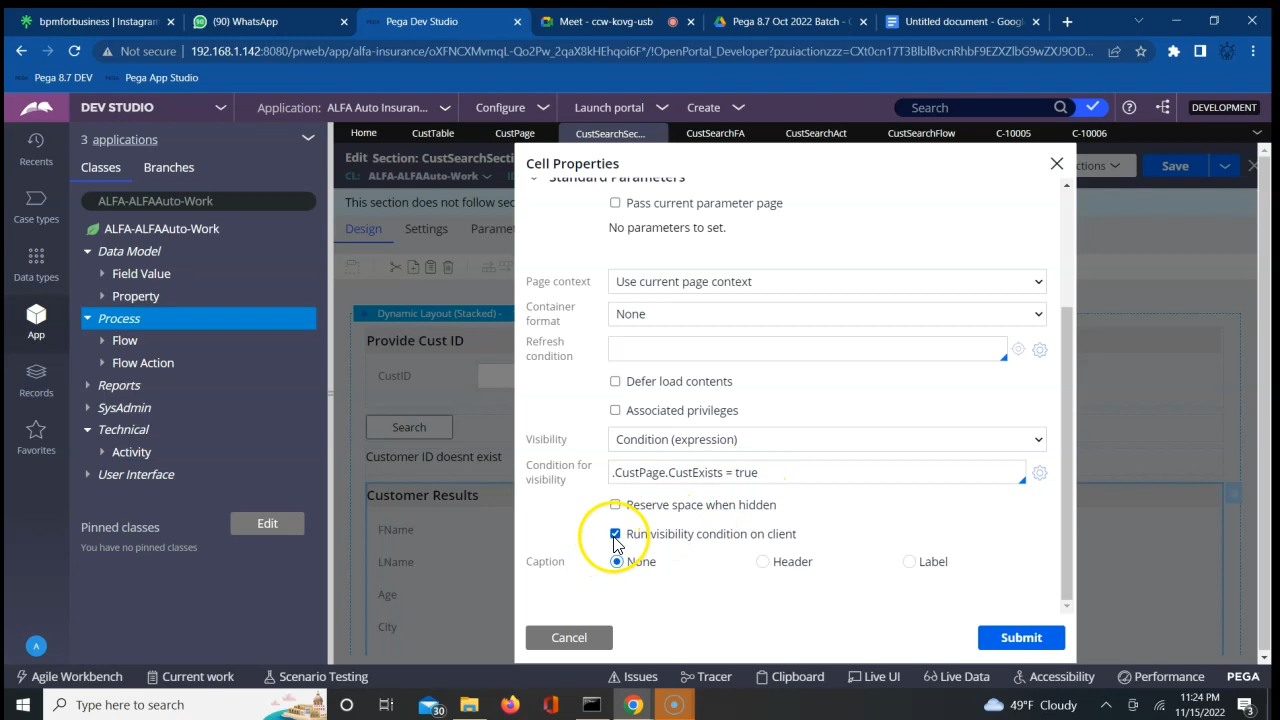 bpmforbusiness | Instagram
(90) WhatsApp
Pega Dev Studio
Meet - ccw-kovg-usb
Pega 8.7 Oct 2022 Batch -
Untitled document - Google
Not secure | 192.168.1.142:8080/prweb/app/alfa-insurance/oXFNCXMvmqL-Qo2Pw_2qaX8kHEhqoi6F*/!OpenPortal_Developer?pzuiactionzzz=CXt0cn17T3BlblBvcnRhbF9EZXZlbG9wZXJ9OD...
Pega 8.7 DEV
Pega App Studio
DEV STUDIO
Application: ALFA Auto Insuran...
Configure
Launch portal
Create
Search
DEVELOPMENT
Recents
Case types
Data types
App
Records
Favorites
A
3 applications
Classes
Branches
ALFA-ALFAAuto-Work
ALFA-ALFAAuto-Work
Data Model
Field Value
Property
Process
Flow
Flow Action
Reports
SysAdmin
Technical
Activity
User Interface
Pinned classes
Edit
You have no pinned classes
Home
CustTable
CustPage
CustSearchSec...
CustSearchFA
CustSearchAct
CustSearchFlow
C-10005
C-10006
Edit Section: CustSearchSecti
CL: ALFA-ALFAAuto-Work
ID
ctions
Save
This section does not follow sec
Design
Settings
Paramet
Dynamic Layout (Stacked) -
Provide Cust ID
CustID
Search
Customer ID doesnt exist
Customer Results
FName
LName
Age
City
Cell Properties
Standard Parameters
Pass current parameter page
No parameters to set.
Page context
Use current page context
Container format
None
Refresh condition
Defer load contents
Associated privileges
Visibility
Condition (expression)
Condition for visibility
.CustPage.CustExists = true
Reserve space when hidden
Run visibility condition on client
Caption
None
Header
Label
Cancel
Submit
Agile Workbench
Current work
Scenario Testing
Issues
Tracer
Clipboard
Live UI
Live Data
Accessibility
Performance
PEGA
Type here to search
30
49°F Cloudy
11:24 PM
11/15/2022
3